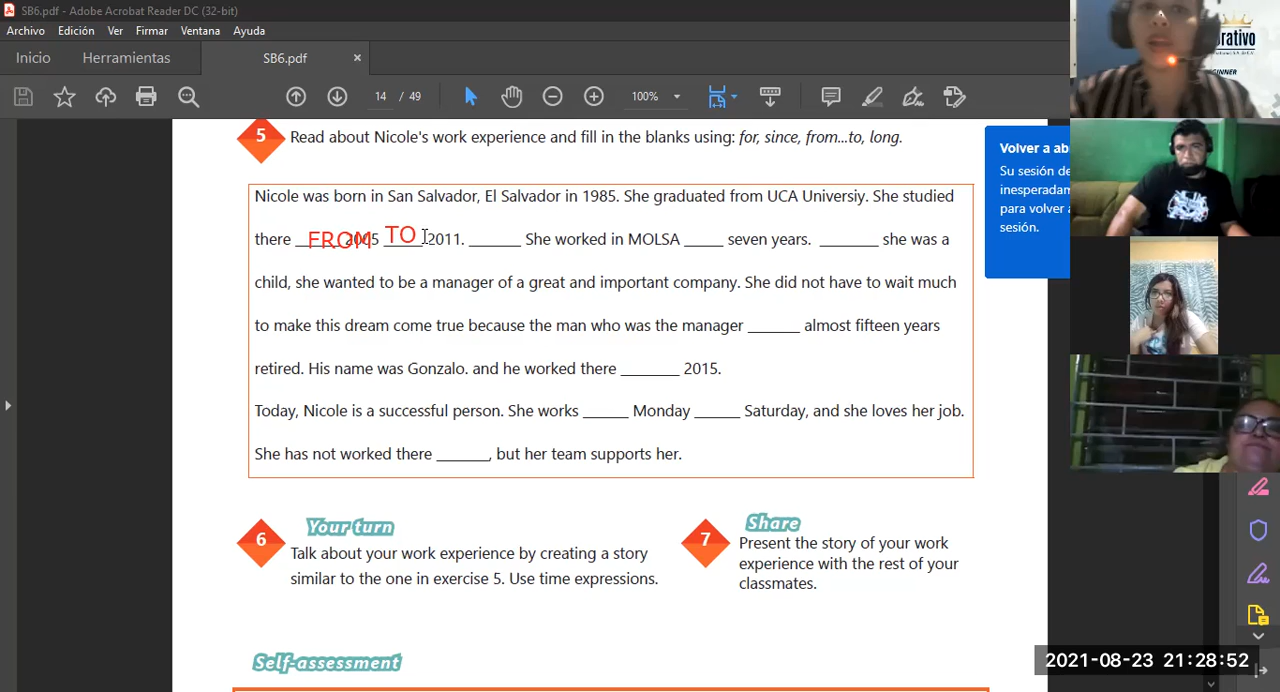 SB6.pdf - Adobe Acrobat Reader DC (32-bit)
Archivo Edición Ver Firmar Ventana Ayuda
Inicio Herramientas SB6.pdf ×
14 / 49 100%
5 Read about Nicole's work experience and fill in the blanks using: for, since, from...to, long.
Nicole was born in San Salvador, El Salvador in 1985. She graduated from UCA Universiy. She studied
there ______ 2005 ______ 2011. _______ She worked in MOLSA _____ seven years. ________ she was a
FROM TO
child, she wanted to be a manager of a great and important company. She did not have to wait much
to make this dream come true because the man who was the manager _______ almost fifteen years
retired. His name was Gonzalo. and he worked there ________ 2015.
Today, Nicole is a successful person. She works ______ Monday ______ Saturday, and she loves her job.
She has not worked there _______, but her team supports her.
6 Your turn
Talk about your work experience by creating a story
similar to the one in exercise 5. Use time expressions.
7 Share
Present the story of your work
experience with the rest of your
classmates.
Self-assessment
Volver a ab
Su sesión de
inesperadam
para volver a
sesión.
rativo
INNER
2021-08-23 21:28:52